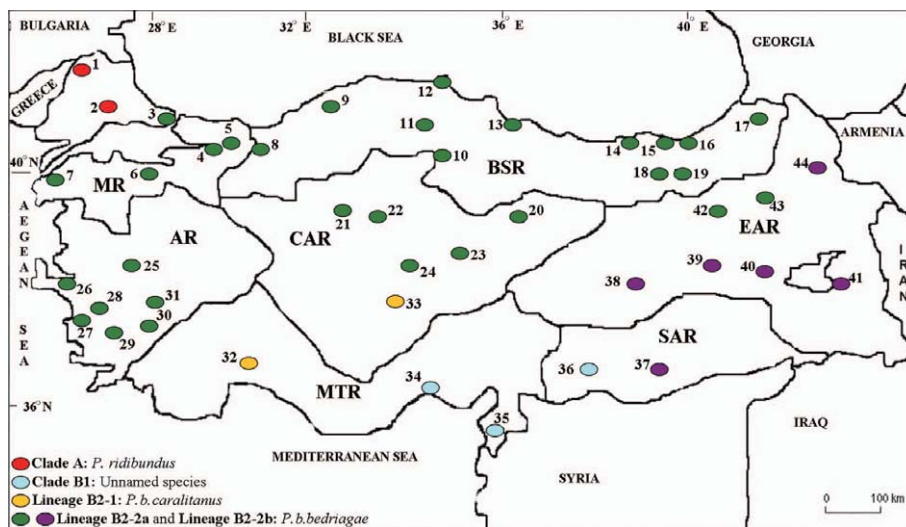 28° E
32° E
36° E
40° E
BULGARIA
BLACK SEA
GEORGIA
GREECE
1
2
3
4
5
6
7
8
9
10
11
12
13
14
15
16
17
18
19
ARMENIA
40° N
MR
BSR
44
AEGEAN
SEA
AR
CAR
EAR
20
21
22
23
24
25
26
27
28
29
30
31
32
33
34
35
36
37
38
39
40
41
42
43
IRAN
SAR
MTR
36° N
MEDITERRANEAN SEA
SYRIA
IRAQ
Clade A: P. ridibundus
Clade B1: Unnamed species
Lineage B2-1: P.b.caralitanus
Lineage B2-2a and Lineage B2-2b: P.b.bedriagae
0 100 km